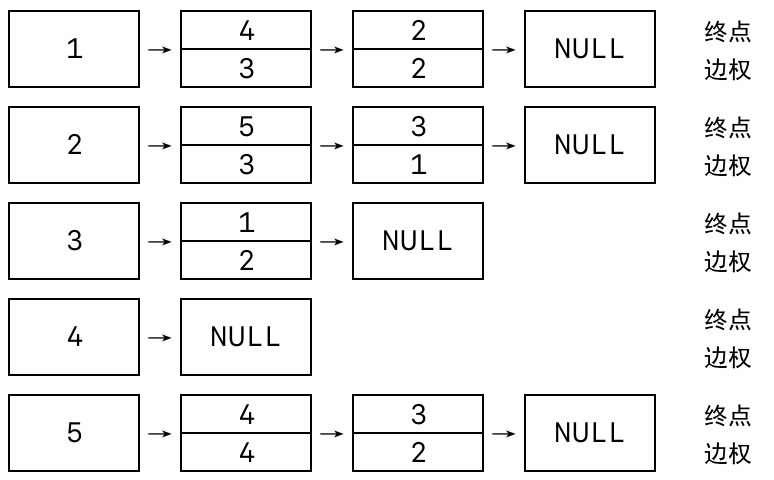 1 4 2 NULL 终点
3 2 边权
2 5 3 NULL 终点
3 1 边权
3 1 NULL 终点
2 边权
4 NULL 终点
边权
5 4 3 NULL 终点
4 2 边权